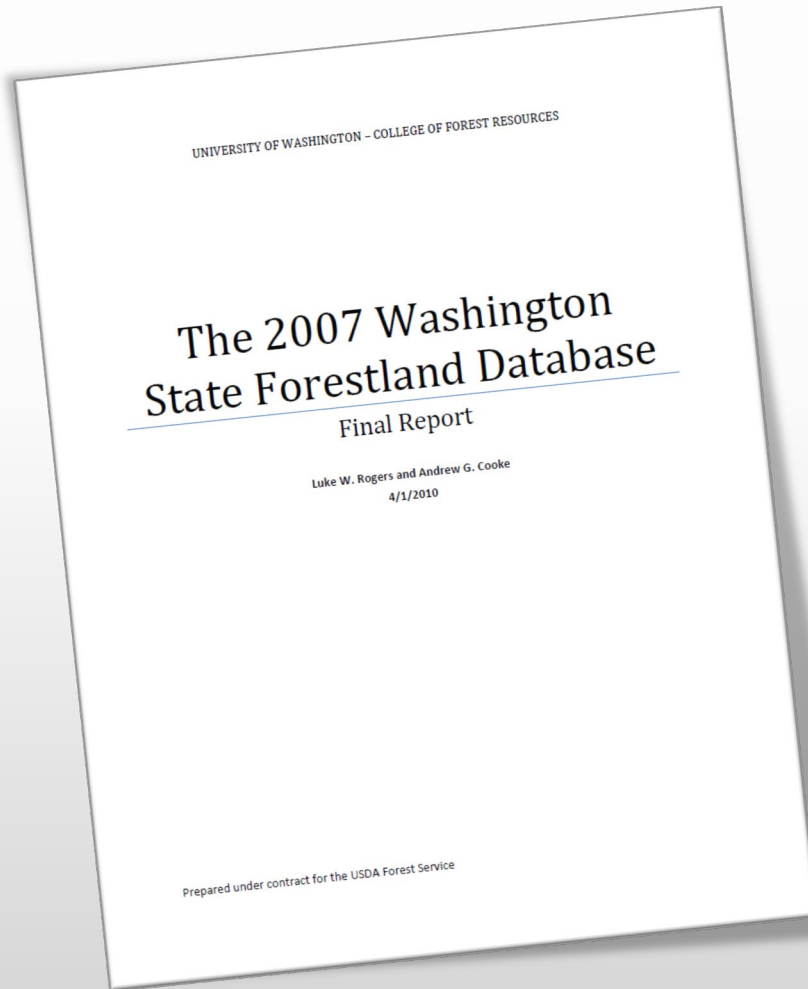 UNIVERSITY OF WASHINGTON – COLLEGE OF FOREST RESOURCES
The 2007 Washington
State Forestland Database
Final Report
Luke W. Rogers and Andrew G. Cooke
4/1/2010
Prepared under contract for the USDA Forest Service